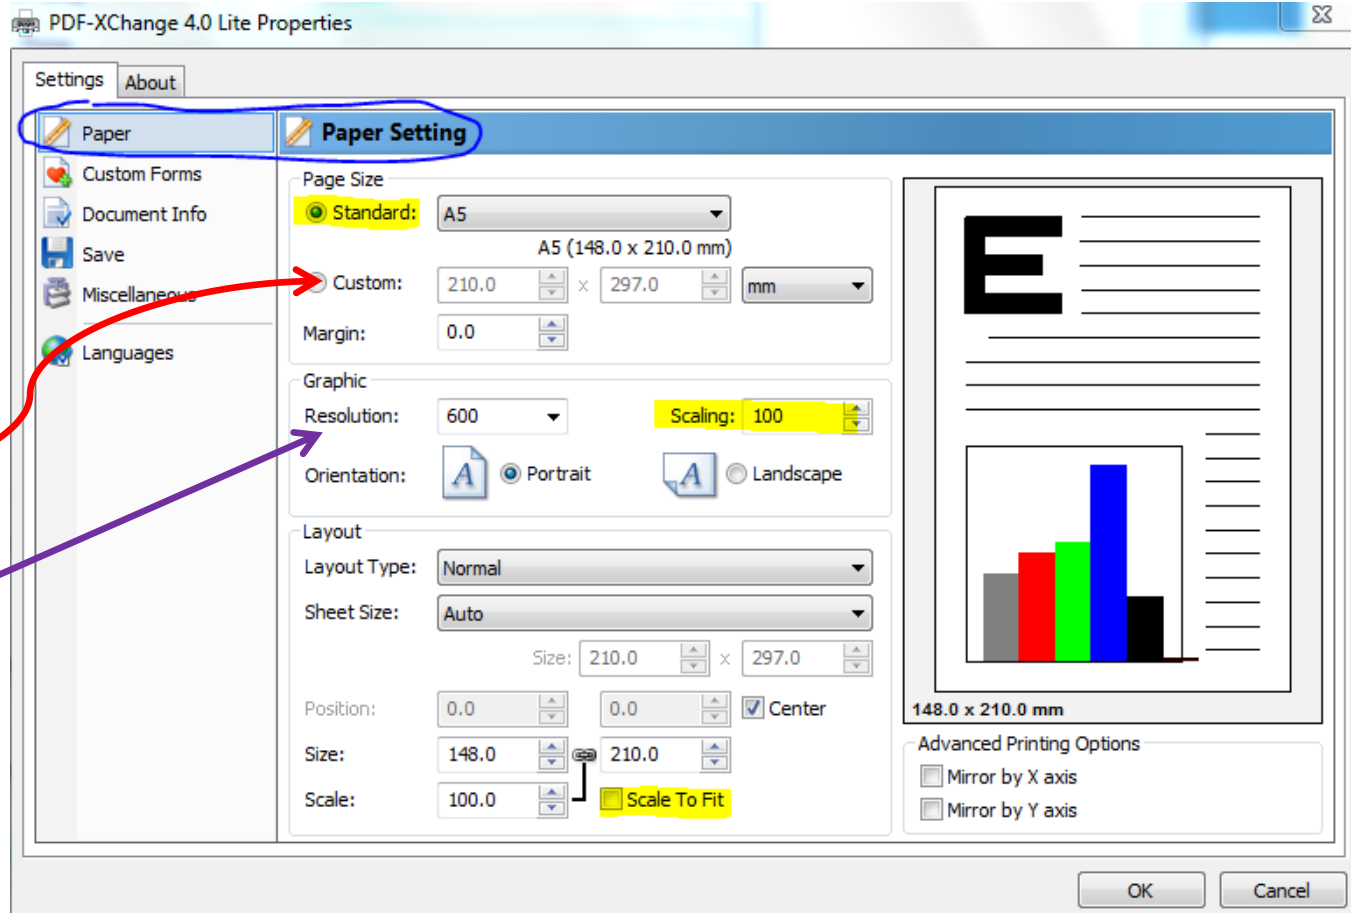 PDF-XChange 4.0 Lite Properties
Settings About
Paper
Custom Forms
Document Info
Save
Miscellaneous
Languages
Paper Setting
Page Size
Standard: A5
A5 (148.0 x 210.0 mm)
Custom: 210.0 x 297.0 mm
Margin: 0.0
Graphic
Resolution: 600 Scaling: 100
Orientation: A Portrait A Landscape
Layout
Layout Type: Normal
Sheet Size: Auto
Size: 210.0 x 297.0
Position: 0.0 0.0 Center
Size: 148.0 210.0
Scale: 100.0 Scale To Fit
E
148.0 x 210.0 mm
Advanced Printing Options
Mirror by X axis
Mirror by Y axis
OK Cancel